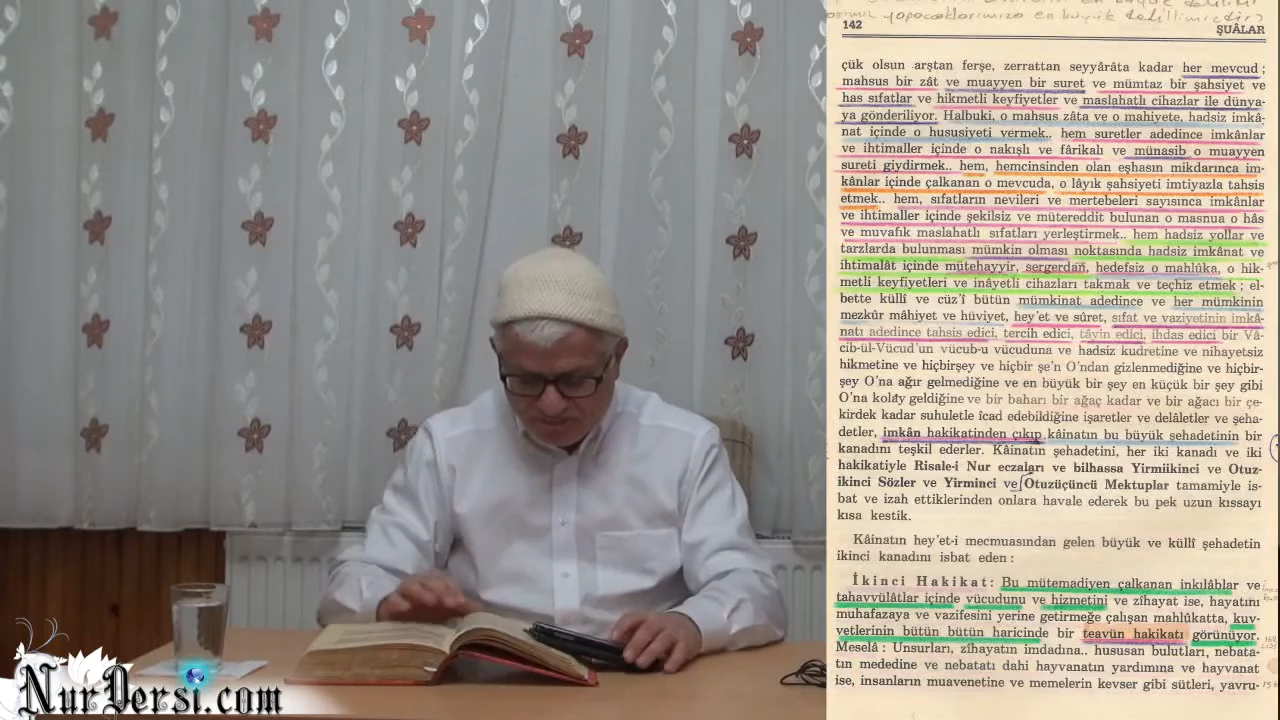 yapacaklarımıza en büyük delilimizdir)
142
ŞUÂLAR
çük olsun arştan ferşe, zerrattan seyyârâta kadar her mevcud ;
mahsus bir zât ve muayyen bir suret ve mümtaz bir şahsiyet ve
has sıfatlar ve hikmetli keyfiyetler ve maslahatlı cihazlar ile dünya-
ya gönderiliyor. Halbuki, o mahsus zâta ve o mahiyete, hadsiz imkâ-
nat içinde o hususiyeti vermek.. hem suretler adedince imkânlar
ve ihtimaller içinde o nakışlı ve fârikalı ve münasib o muayyen
sureti giydirmek.. hem, hemcinsinden olan eşhasın mikdarınca im-
kânlar içinde çalkanan o mevcuda, o lâyık şahsiyeti imtiyazla tahsis
etmek.. hem, sıfatların nevileri ve mertebeleri sayısınca imkânlar
ve ihtimaller içinde şekilsiz ve mütereddit bulunan o masnua o hâs
ve muvafık maslahatlı sıfatları yerleştirmek.. hem hadsiz yollar ve
tarzlarda bulunması mümkin olması noktasında hadsiz imkânat ve
ihtimalât içinde mütehayyir, sergerdan, hedefsiz o mahlûka, o hik-
metli keyfiyetleri ve inâyetli cihazları takmak ve teçhiz etmek ; el-
bette küllî ve cüz'î bütün mümkinat adedince ve her mümkinin
mezkûr mâhiyet ve hüviyet, hey'et ve sûret, sıfat ve vaziyetinin imkâ-
natı adedince tahsis edici, tercih edici, tâyin edici, ihdas edici bir Vâ-
cib-ül-Vücud'un vücub-u vücuduna ve hadsiz kudretine ve nihayetsiz
hikmetine ve hiçbirşey ve hiçbir şe'n O'ndan gizlenmediğine ve hiçbir-
şey O'na ağır gelmediğine ve en büyük bir şey en küçük bir şey gibi
O'na kolay geldiğine ve bir baharı bir ağaç kadar ve bir ağacı bir çe-
kirdek kadar suhuletle îcad edebildiğine işaretler ve delâletler ve şeha-
detler, imkân hakikatinden çıkıp kâinatın bu büyük şehadetinin bir
kanadını teşkil ederler. Kâinatın şehadetini, her iki kanadı ve iki
hakikatiyle Risale-i Nur eczaları ve bilhassa Yirmiikinci ve Otuz-
ikinci Sözler ve Yirminci ve Otuzüçüncü Mektuplar tamamiyle is-
bat ve izah ettiklerinden onlara havale ederek bu pek uzun kıssayı
kısa kestik.
Kâinatın hey'et-i mecmuasından gelen büyük ve küllî şehadetin
ikinci kanadını isbat eden :
İkinci Hakikat: Bu mütemadiyen çalkanan inkılâblar ve
tahavvülâtlar içinde vücudunu ve hizmetini ve zîhayat ise, hayatını
muhafazaya ve vazifesini yerine getirmeğe çalışan mahlûkatta, kuv-
vetlerinin bütün bütün haricinde bir teavün hakikatı görünüyor.
Meselâ : Unsurları, zîhayatın imdadına.. hususan bulutları, nebata-
tın mededine ve nebatatı dahi hayvanatın yardımına ve hayvanat
ise, insanların muavenetine ve memelerin kevser gibi sütleri, yavru-
NurDersi.com